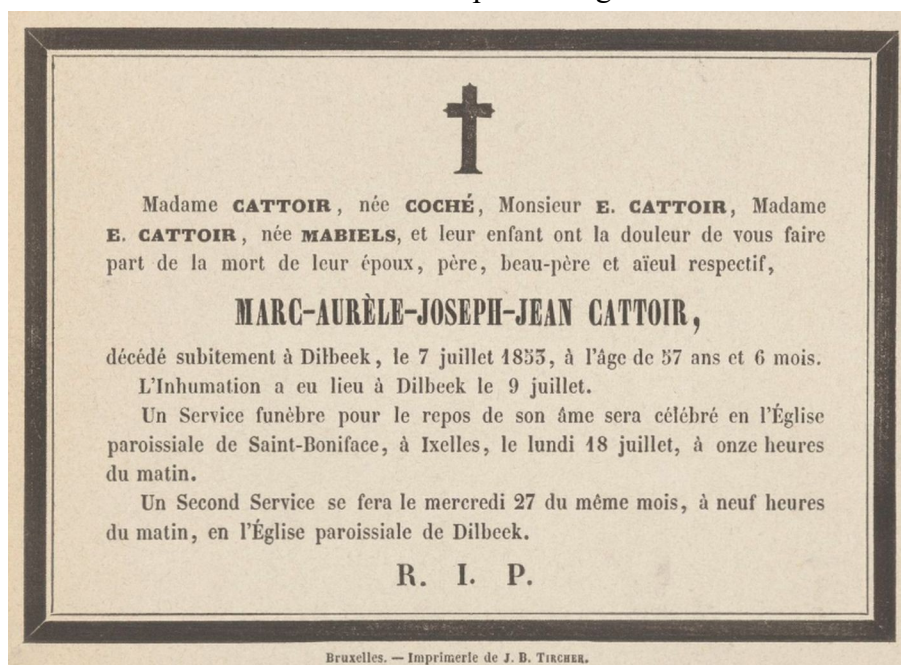 Madame CATTOIR, née COCHÉ, Monsieur E. CATTOIR, Madame
E. CATTOIR, née MABIELS, et leur enfant ont la douleur de vous faire
part de la mort de leur époux, père, beau-père et aïeul respectif,
MARC-AURÈLE-JOSEPH-JEAN CATTOIR,
décédé subitement à Dilbeek, le 7 juillet 1853, à l'âge de 57 ans et 6 mois.
L'Inhumation a eu lieu à Dilbeek le 9 juillet.
Un Service funèbre pour le repos de son âme sera célébré en l'Église
paroissiale de Saint-Boniface, à Ixelles, le lundi 18 juillet, à onze heures
du matin.
Un Second Service se fera le mercredi 27 du même mois, à neuf heures
du matin, en l'Église paroissiale de Dilbeek.
R. I. P.
Bruxelles. — Imprimerie de J. B. TIRCHER.